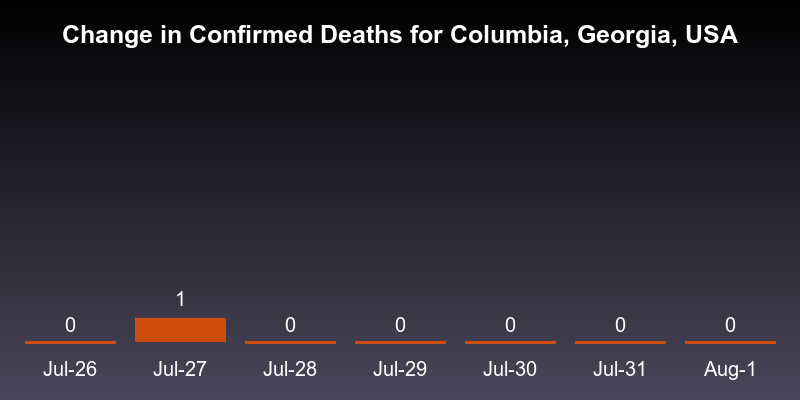 Change in Confirmed Deaths for Columbia, Georgia, USA
0 1 0 0 0 0 0
Jul-26 Jul-27 Jul-28 Jul-29 Jul-30 Jul-31 Aug-1